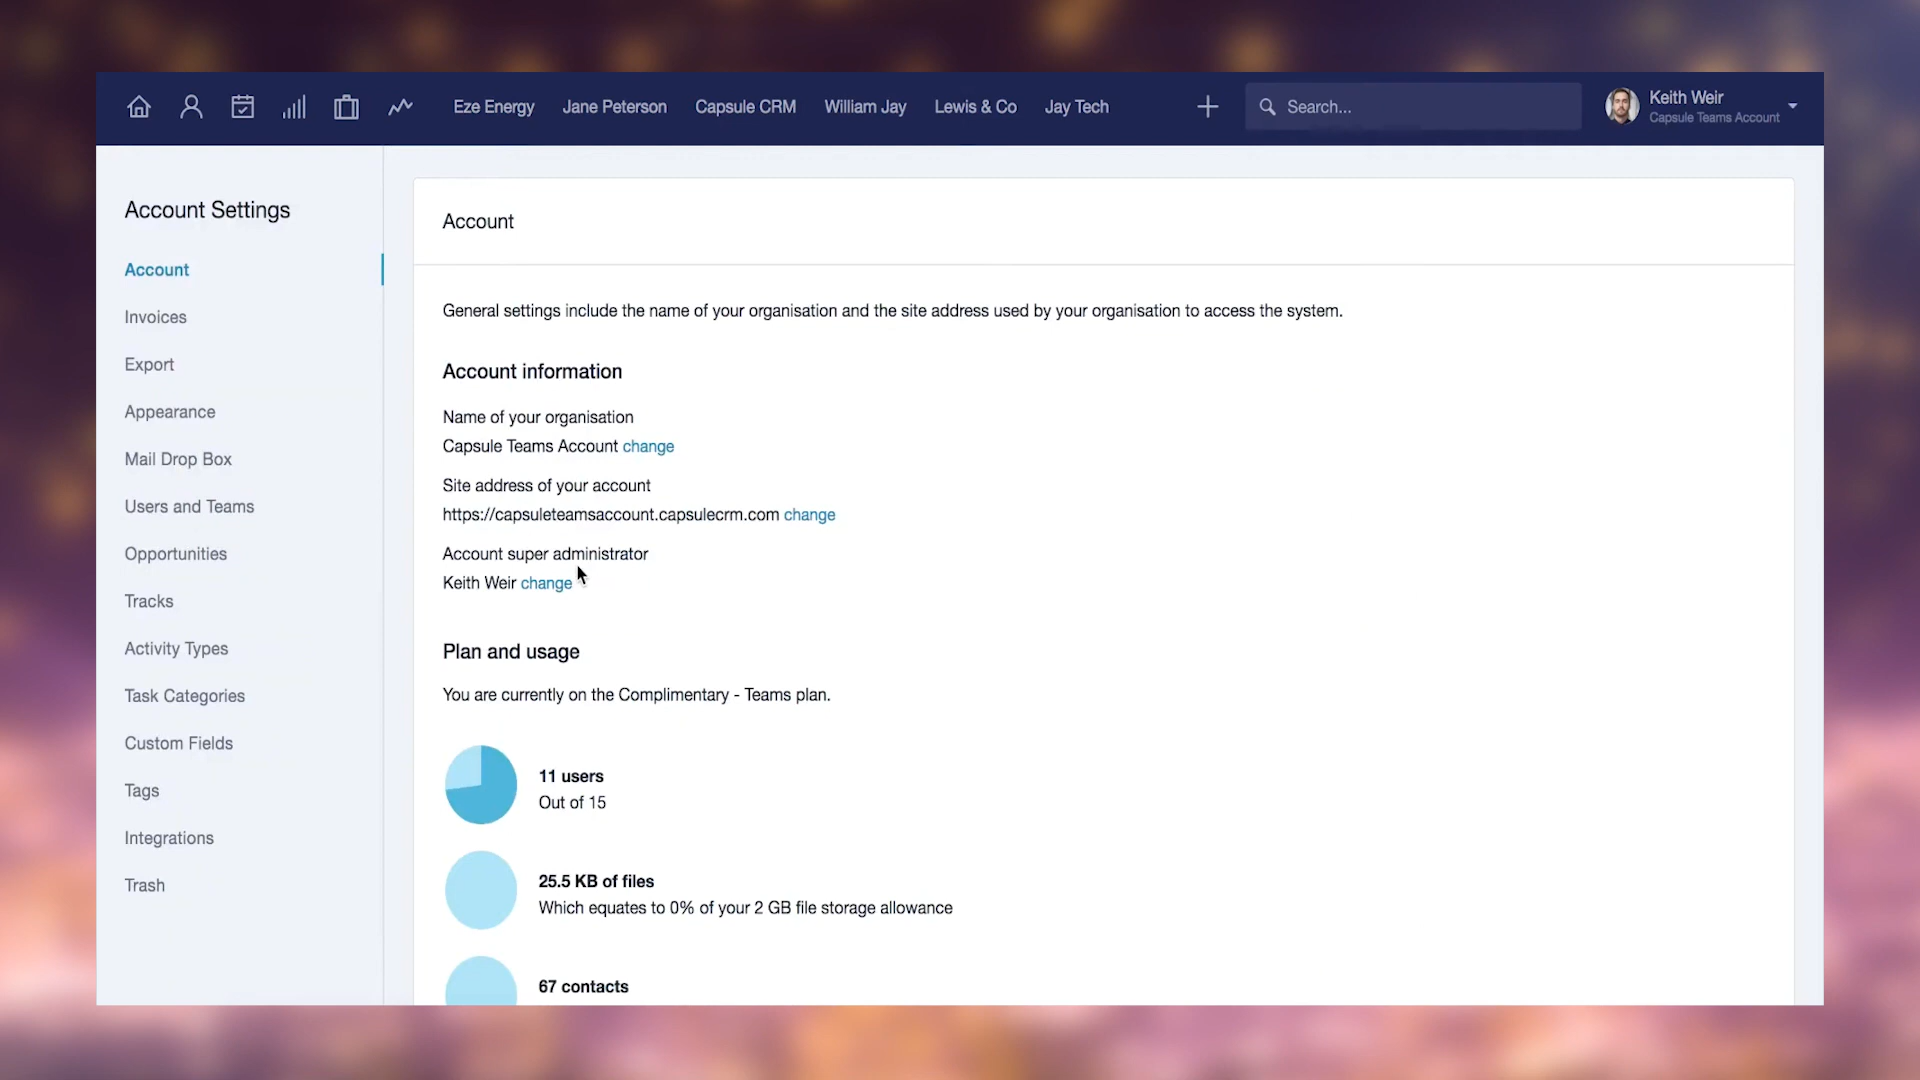 Eze Energy Jane Peterson Capsule CRM William Jay Lewis & Co Jay Tech
Search...
Keith Weir
Capsule Teams Account
Account Settings
Account
Invoices
Export
Appearance
Mail Drop Box
Users and Teams
Opportunities
Tracks
Activity Types
Task Categories
Custom Fields
Tags
Integrations
Trash
Account
General settings include the name of your organisation and the site address used by your organisation to access the system.
Account information
Name of your organisation
Capsule Teams Account change
Site address of your account
https://capsuleteamsaccount.capsulecrm.com change
Account super administrator
Keith Weir change
Plan and usage
You are currently on the Complimentary - Teams plan.
11 users
Out of 15
25.5 KB of files
Which equates to 0% of your 2 GB file storage allowance
67 contacts